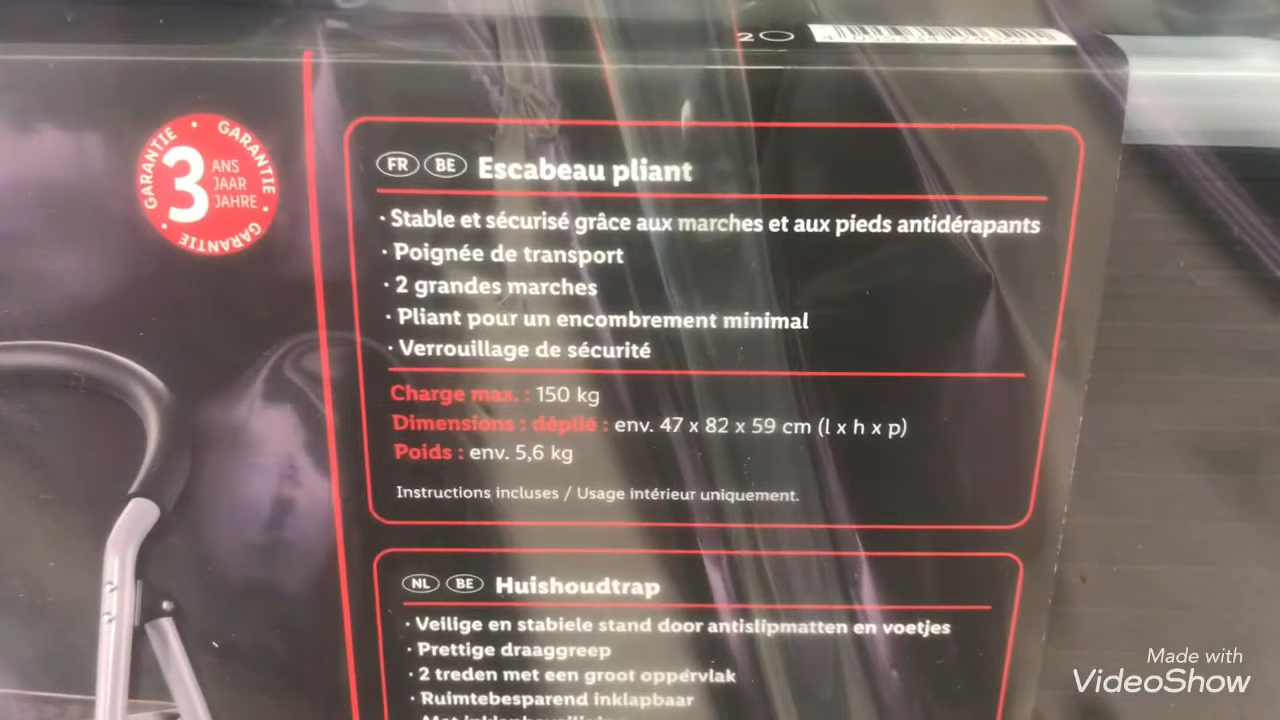 2
GARANTIE • GARANTIE • GARANTIE •
3 ANS
JAAR
JAHRE
FR BE Escabeau pliant
· Stable et sécurisé grâce aux marches et aux pieds antidérapants
· Poignée de transport
· 2 grandes marches
· Pliant pour un encombrement minimal
· Verrouillage de sécurité
Charge max. : 150 kg
Dimensions : déplié : env. 47 x 82 x 59 cm (l x h x p)
Poids : env. 5,6 kg
Instructions incluses / Usage intérieur uniquement.
NL BE Huishoudtrap
· Veilige en stabiele stand door antislipmatten en voetjes
· Prettige draaggreep
· 2 treden met een groot oppervlak
· Ruimtebesparend inklapbaar
Made with
VideoShow